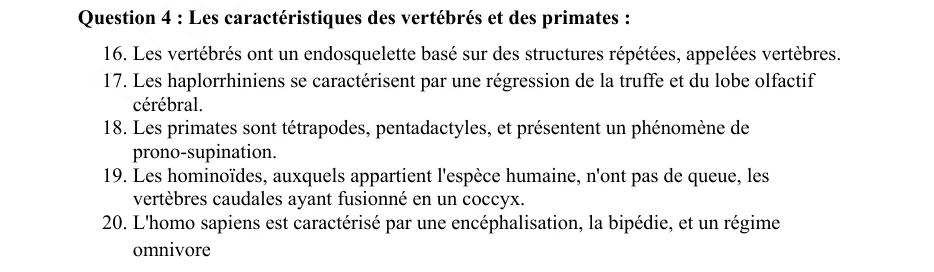 Question 4 : Les caractéristiques des vertébrés et des primates :
16. Les vertébrés ont un endosquelette basé sur des structures répétées, appelées vertèbres.
17. Les haplorrhiniens se caractérisent par une régression de la truffe et du lobe olfactif
cérébral.
18. Les primates sont tétrapodes, pentadactyles, et présentent un phénomène de
prono-supination.
19. Les hominoïdes, auxquels appartient l'espèce humaine, n'ont pas de queue, les
vertèbres caudales ayant fusionné en un coccyx.
20. L'homo sapiens est caractérisé par une encéphalisation, la bipédie, et un régime
omnivore